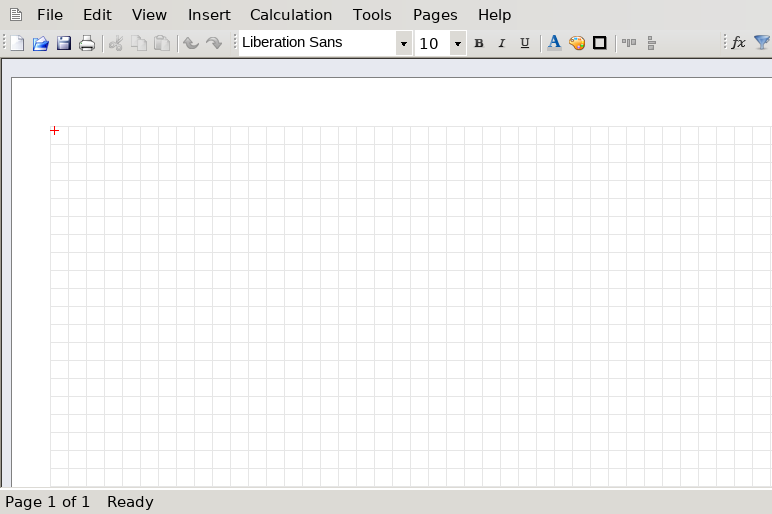 File Edit View Insert Calculation Tools Pages Help
Liberation Sans 10 B I U A fx
Page 1 of 1 Ready